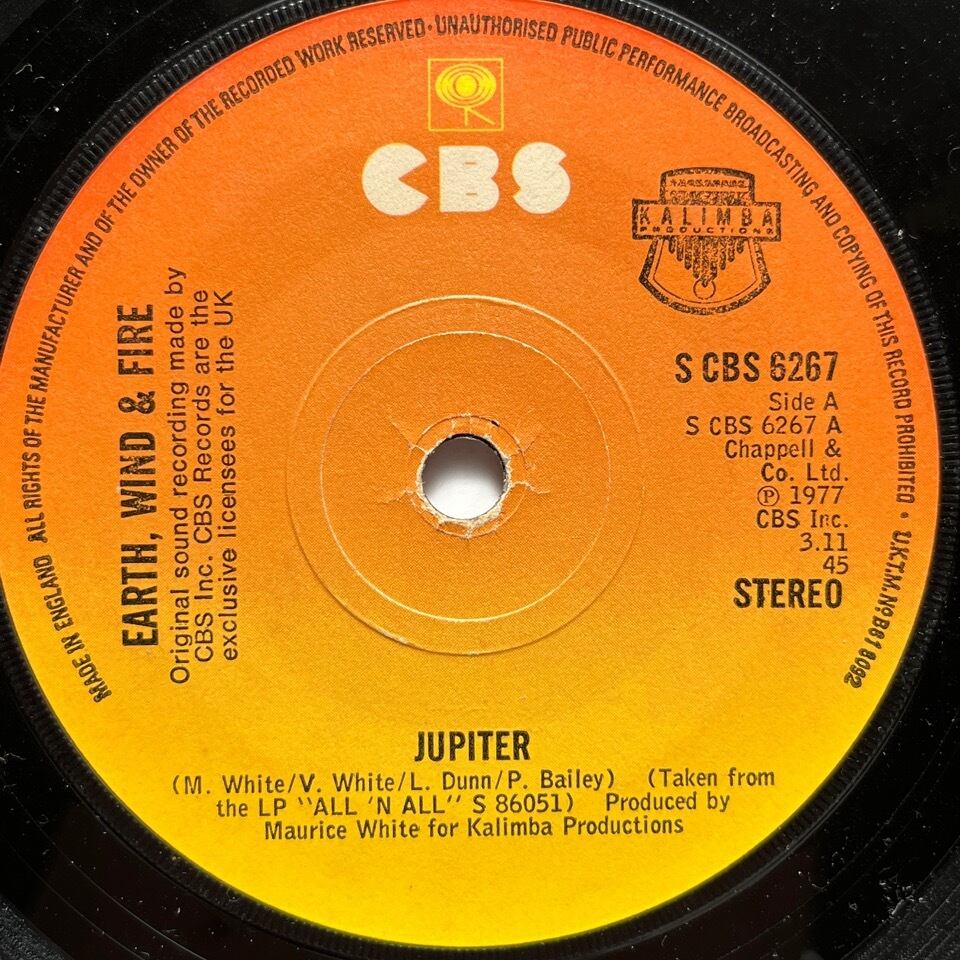 ALL RIGHTS OF THE MANUFACTURER AND OF THE OWNER OF THE RECORDED WORK RESERVED · UNAUTHORISED PUBLIC PERFORMANCE BROADCASTING AND COPYING OF THIS RECORD PROHIBITED · U.K.T.M. Nº B618092
MADE IN ENGLAND
CBS
KALIMBA
PRODUCTIONS
EARTH, WIND & FIRE
Original sound recording made by
CBS Inc. CBS Records are the
exclusive licensees for the UK
S CBS 6267
Side A
S CBS 6267 A
Chappell &
Co. Ltd.
℗ 1977
CBS Inc.
3.11
45
STEREO
JUPITER
(M. White/V. White/L. Dunn/P. Bailey) (Taken from
the LP "ALL 'N ALL" S 86051) Produced by
Maurice White for Kalimba Productions